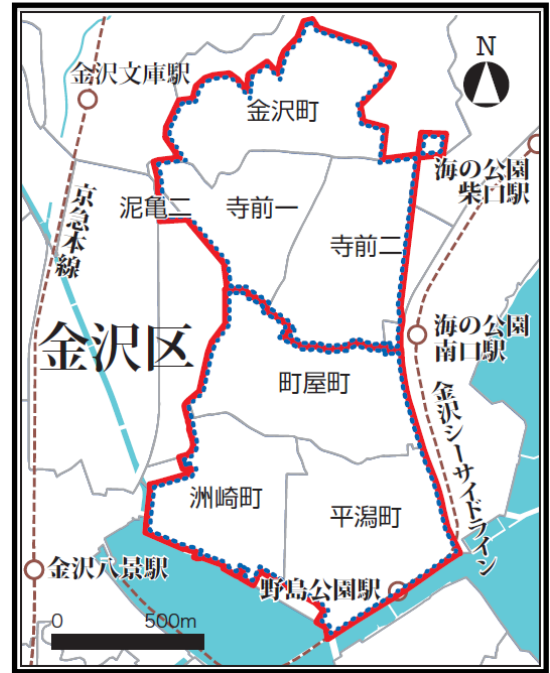 N
金沢文庫駅
金沢町
海の公園
柴口駅
泥亀二
寺前一
寺前二
京急本線
金沢区
海の公園
南口駅
町屋町
金沢シーサイドライン
洲崎町
平潟町
金沢八景駅
野島公園駅
0 500m